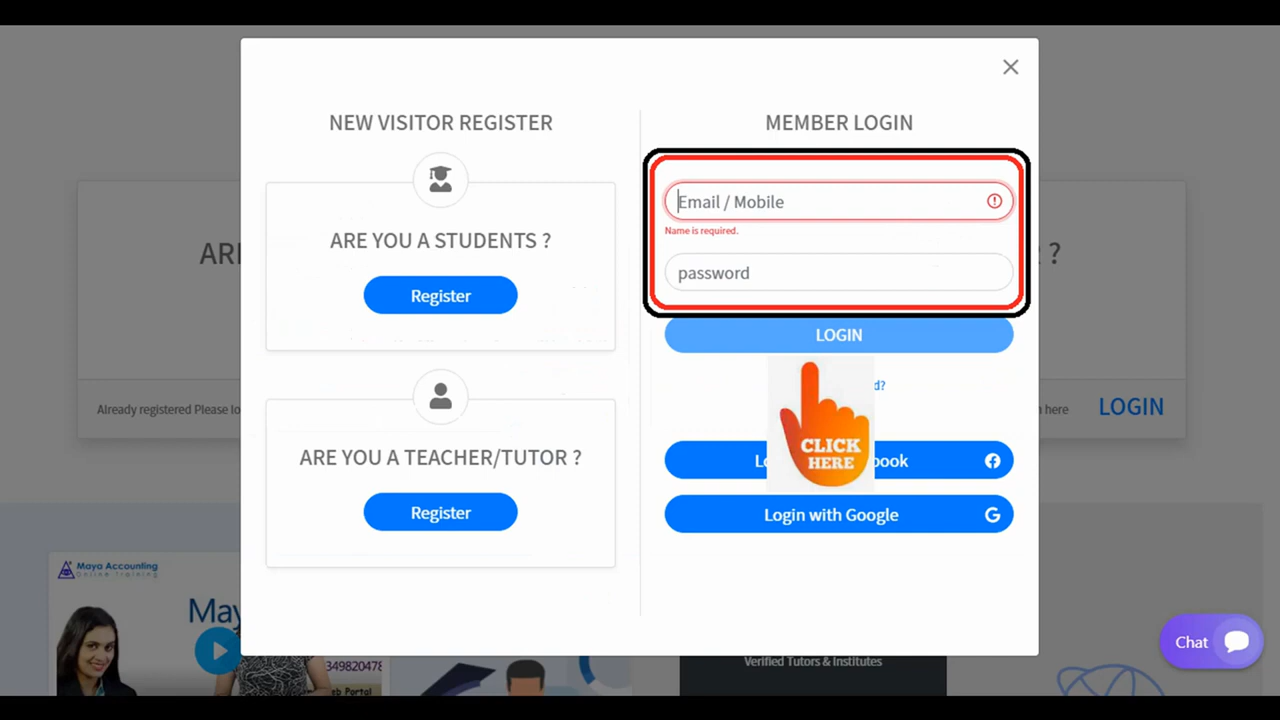 NEW VISITOR REGISTER
ARE YOU A STUDENTS ?
Register
ARE YOU A TEACHER/TUTOR ?
Register
MEMBER LOGIN
Email / Mobile
Name is required.
password
LOGIN
d?
CLICK
HERE
Lo ook
Login with Google
AR
? ?
Already registered Please lo
n here
LOGIN
Maya Accounting
Online Training
May
349820478
eb Portal
Verified Tutors & Institutes
Chat